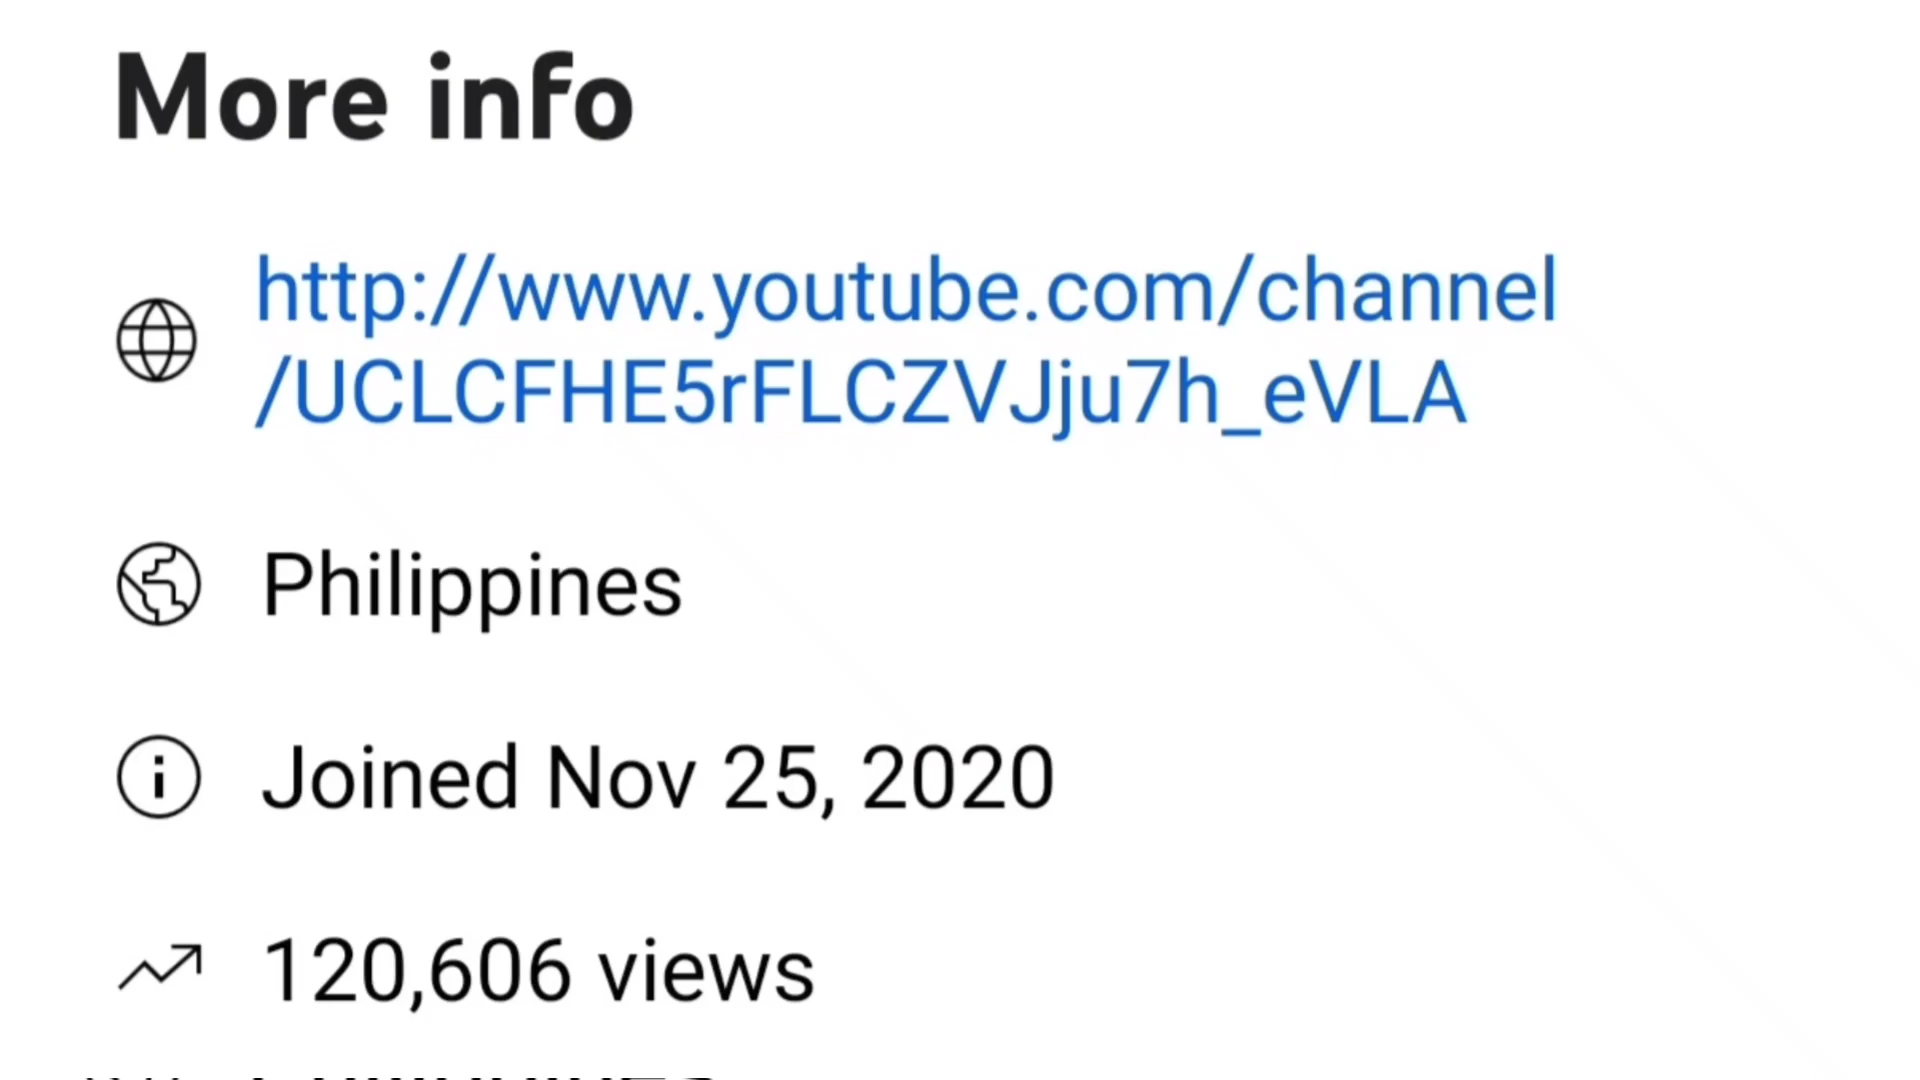 More info
http://www.youtube.com/channel
/UCLCFHE5rFLCZVJju7h_eVLA
Philippines
Joined Nov 25, 2020
120,606 views